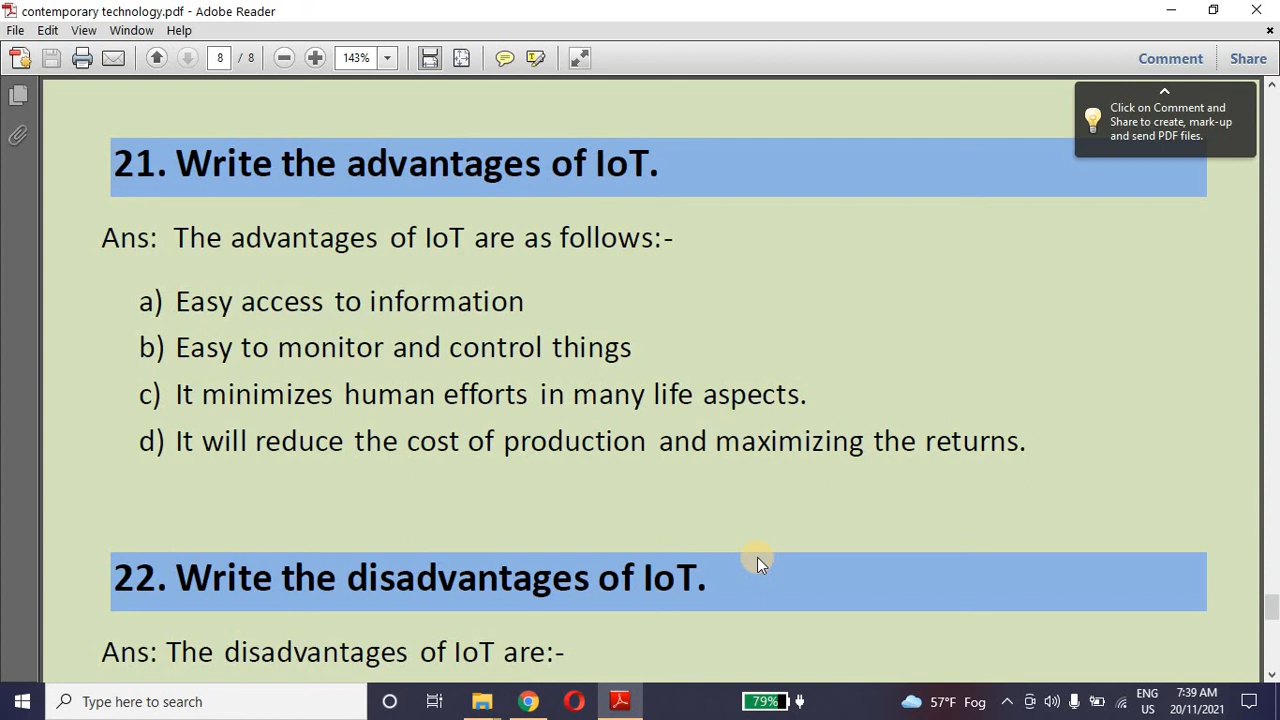 contemporary technology.pdf - Adobe Reader
File Edit View Window Help
8 / 8 143% Comment Share
Click on Comment and
Share to create, mark-up
and send PDF files.
21. Write the advantages of IoT.
Ans: The advantages of IoT are as follows:-
a) Easy access to information
b) Easy to monitor and control things
c) It minimizes human efforts in many life aspects.
d) It will reduce the cost of production and maximizing the returns.
22. Write the disadvantages of IoT.
Ans: The disadvantages of IoT are:-
Type here to search
79%
57°F Fog
ENG
US
7:39 AM
20/11/2021